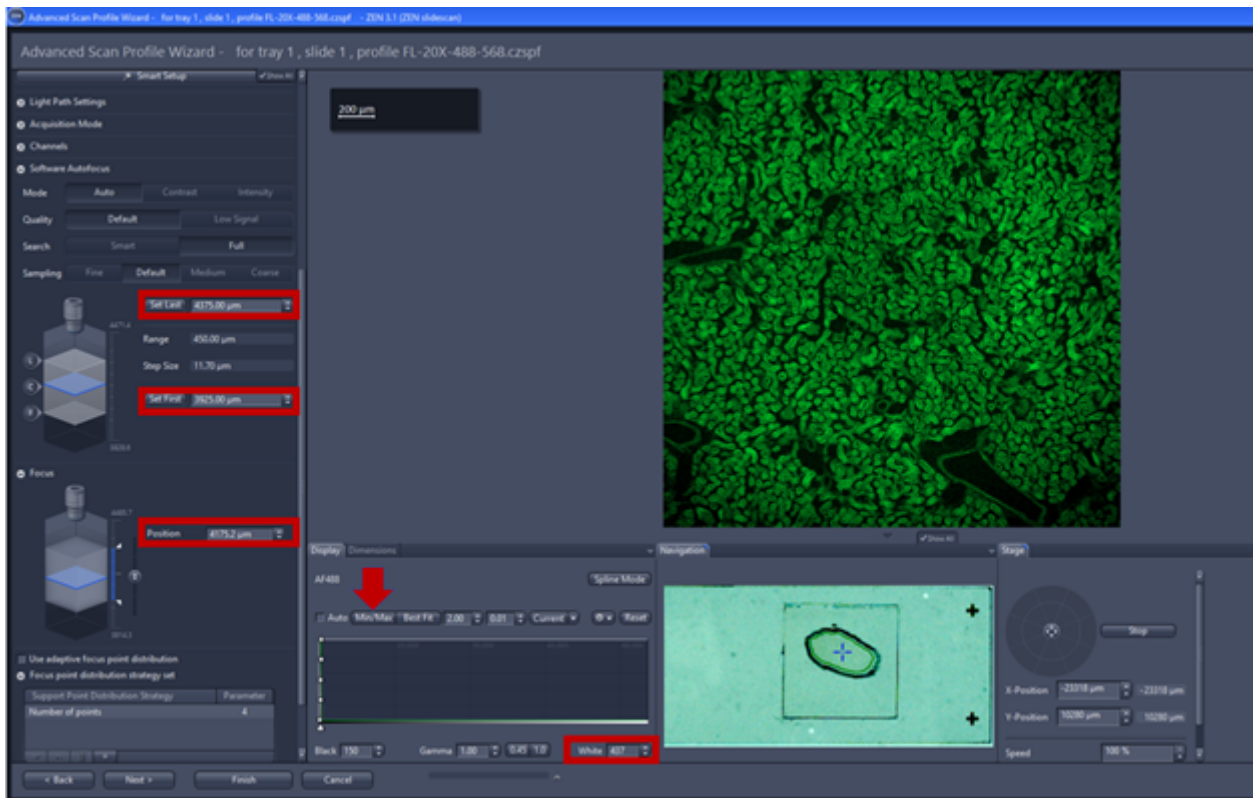 Advanced Scan Profile Wizard - for tray 1, slide 1, profile FL-20X-488-568.czspf - ZEN 3.1 (ZEN slidescan)
Advanced Scan Profile Wizard - for tray 1, slide 1, profile FL-20X-488-568.czspf
Smart Setup Show All
Light Path Settings
Acquisition Mode
Channels
Software Autofocus
Mode Auto Contrast Intensity
Quality Default Low Signal
Search Smart Full
Sampling Fine Default Medium Coarse
Set Last 4375.00 µm
Range 450.00 µm
Step Size 11.70 µm
Set First 3925.00 µm
L
C
F
Focus
Position 4175.2 µm
Use adaptive focus point distribution
Focus point distribution strategy set
Support Point Distribution Strategy Parameter
Number of points 4
< Back Next > Finish Cancel
200 µm
Show All
Display Dimensions
AF488 Spline Mode
Auto Min/Max Best Fit 2.00 0.01 Current Reset
Black 150 Gamma 1.00 0.45 1.0 White 437
Navigation
Stage
Stop
X-Position -23318 µm -23318 µm
Y-Position 10280 µm 10280 µm
Speed 100 %